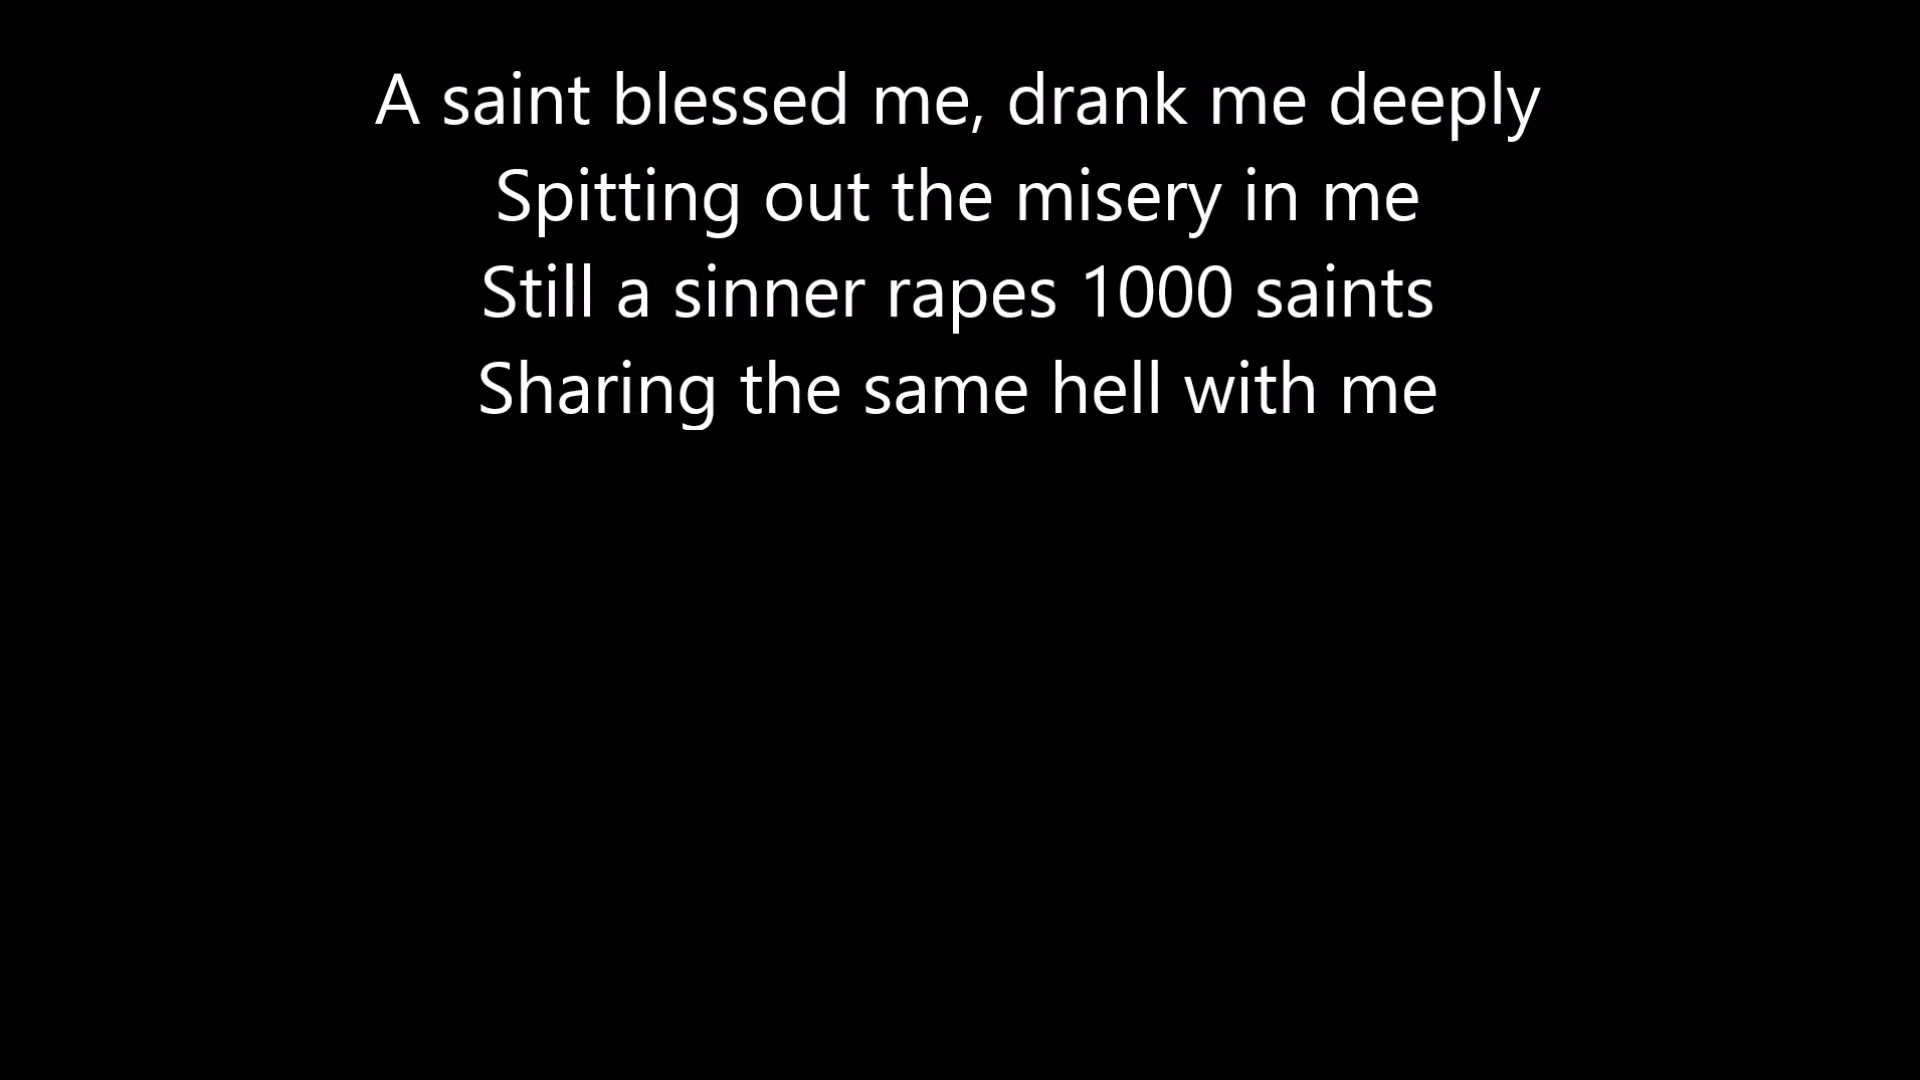 A saint blessed me, drank me deeply
Spitting out the misery in me
Still a sinner rapes 1000 saints
Sharing the same hell with me